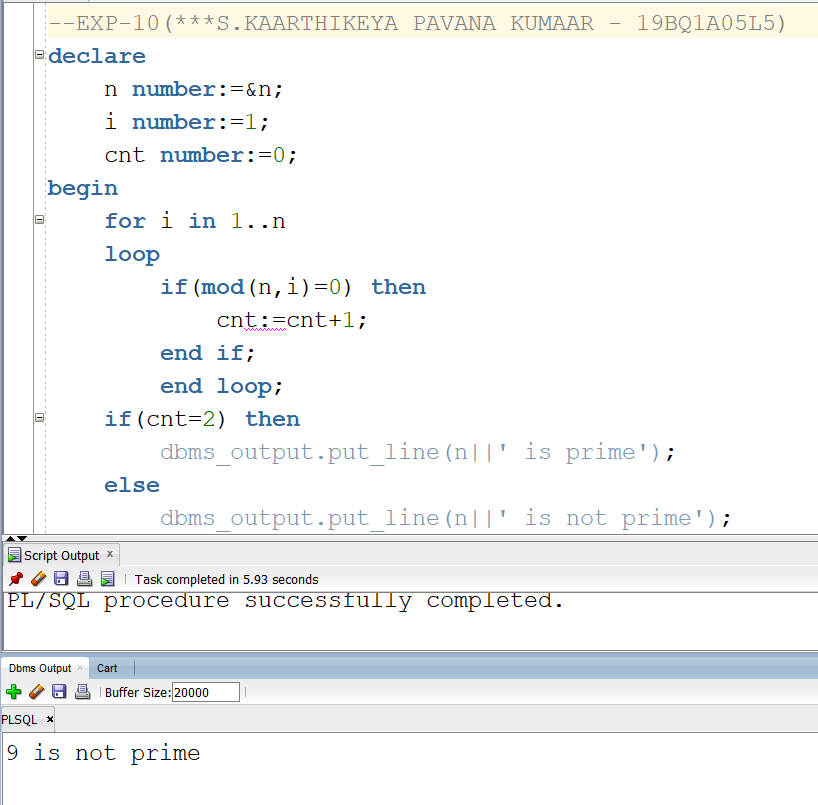 --EXP-10(***S.KAARTHIKEYA PAVANA KUMAAR - 19BQ1A05L5)
declare
n number:=&n;
i number:=1;
cnt number:=0;
begin
for i in 1..n
loop
if(mod(n,i)=0) then
cnt:=cnt+1;
end if;
end loop;
if(cnt=2) then
dbms_output.put_line(n||' is prime');
else
dbms_output.put_line(n||' is not prime');
Script Output x
Task completed in 5.93 seconds
PL/SQL procedure successfully completed.
Dbms Output x Cart
Buffer Size: 20000
PLSQL x
9 is not prime